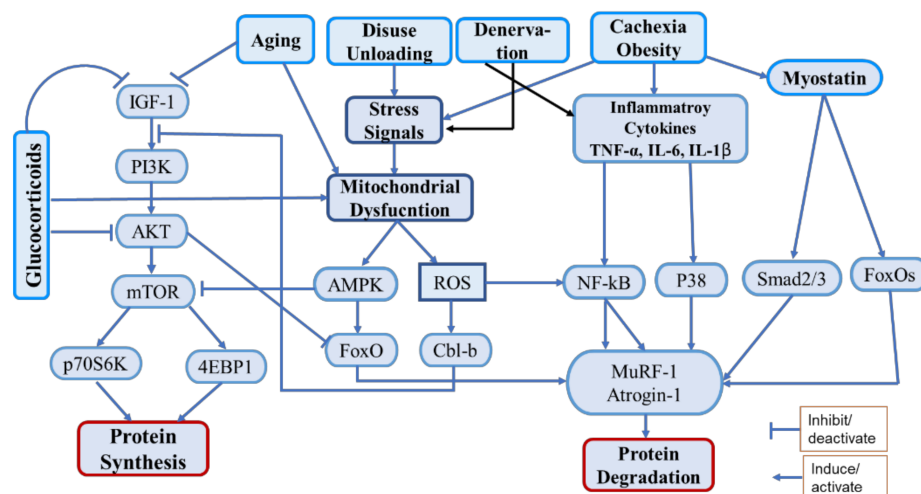 Aging
Disuse
Unloading
Denerva-
tion
Cachexia
Obesity
Myostatin
IGF-1
Stress
Signals
Inflammatroy
Cytokines
TNF-α, IL-6, IL-1β
Glucocorticoids
PI3K
Mitochondrial
Dysfucntion
AKT
mTOR
AMPK
ROS
NF-kB
P38
Smad2/3
FoxOs
p70S6K
4EBP1
FoxO
Cbl-b
MuRF-1
Atrogin-1
Protein
Synthesis
Protein
Degradation
Inhibit/
deactivate
Induce/
activate